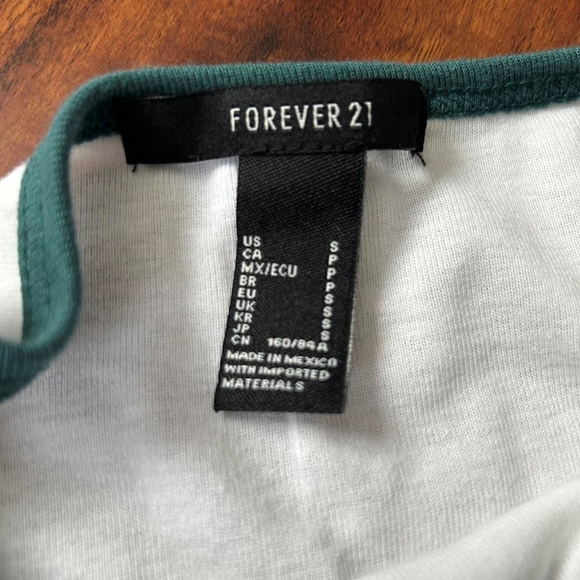 FOREVER 21
US S
CA P
MX/ECU P
BR P
EU S
UK S
KR S
JP S
CN 160/84A
MADE IN MEXICO
WITH IMPORTED
MATERIALS